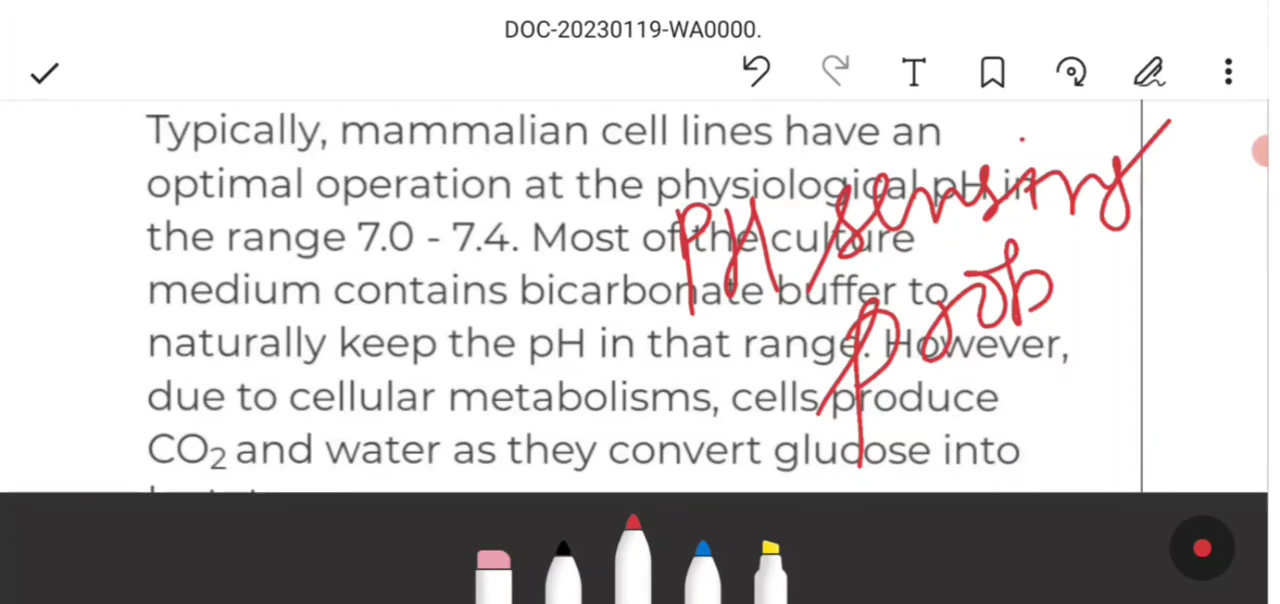 DOC-20230119-WA0000.
T
Typically, mammalian cell lines have an
optimal operation at the physiological pH in
the range 7.0 - 7.4. Most of the culture
medium contains bicarbonate buffer to
naturally keep the pH in that range. However,
due to cellular metabolisms, cells produce
CO₂ and water as they convert glucose into
PH sensing
prob